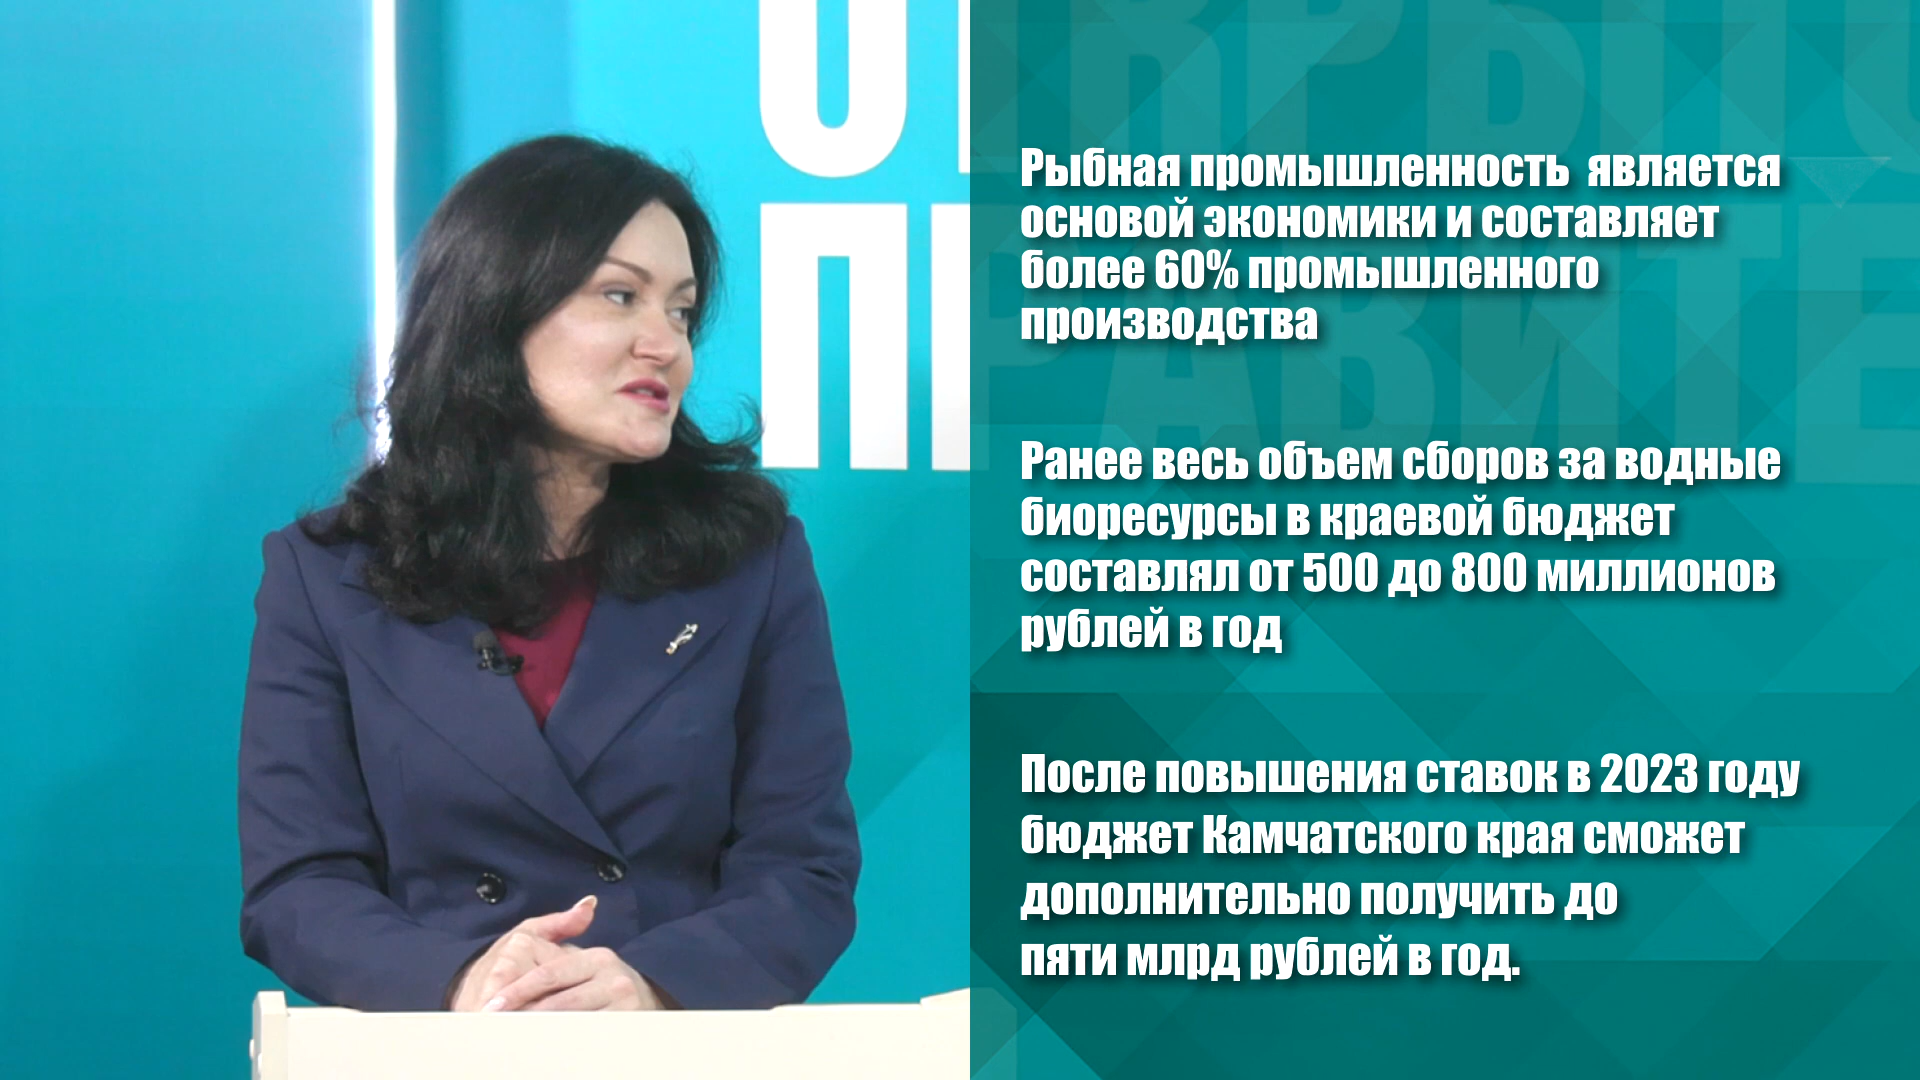 О
П
ТКРЫТО
РАВИТЕ
Рыбная промышленность является
основой экономики и составляет
более 60% промышленного
производства
Ранее весь объем сборов за водные
биоресурсы в краевой бюджет
составлял от 500 до 800 миллионов
рублей в год
После повышения ставок в 2023 году
бюджет Камчатского края сможет
дополнительно получить до
пяти млрд рублей в год.